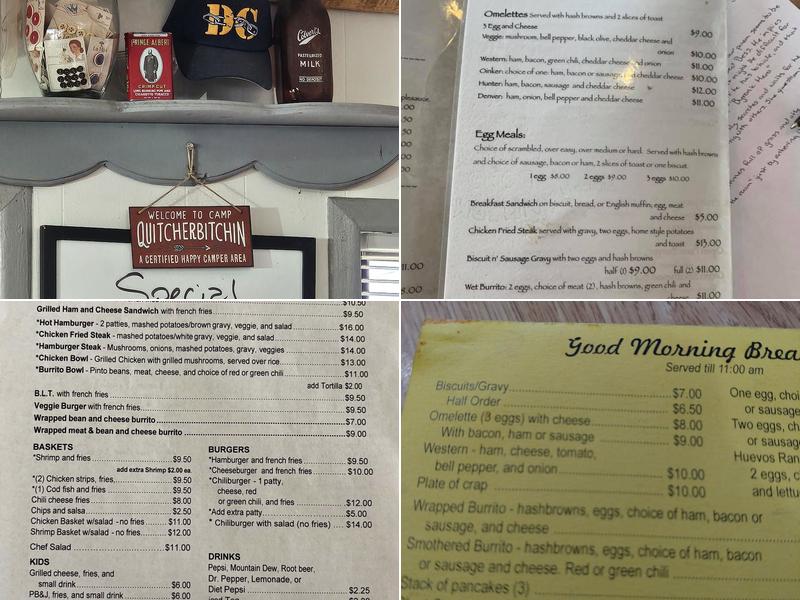 DC
PRINCE ALBERT
CRIMP CUT
LONG BURNING PIPE AND
CIGARETTE TOBACCO
PASTEURIZED
MILK
NO DEPOSIT
WELCOME TO CAMP
QUITCHERBITCHIN
A CERTIFIED HAPPY CAMPER AREA
Special
Omelettes Served with hash browns and 2 slices of toast
3 Egg and Cheese $9.00
Veggie: mushroom, bell pepper, black olive, cheddar cheese and
onion $10.00
Western: ham, bacon, green chili, cheddar cheese and onion $11.00
Oinker: choice of one: ham, bacon or sausage, and cheddar cheese $10.00
Hunter: ham, bacon, sausage and cheddar cheese $12.00
Denver: ham, onion, bell pepper and cheddar cheese $11.00
Egg Meals:
Choice of scrambled, over easy, over medium or hard. Served with hash browns
and choice of sausage, bacon or ham, 2 slices of toast or one biscuit.
1 egg $8.00 2 eggs $9.00 3 eggs $10.00
Breakfast Sandwich on biscuit, bread, or English muffin; egg, meat
and cheese $5.00
Chicken Fried Steak served with gravy, two eggs, home style potato
and toast $13.00
Biscuit n' Sausage Gravy with two eggs and hash browns
half (1) $9.00 full (2) $11.00
Wet Burrito: 2 eggs, choice of meat (2), hash browns, green chili and
cheese $11.00
$10.50
Grilled Ham and Cheese Sandwich with french fries $9.50
*Hot Hamburger - 2 patties, mashed potatoes/brown gravy, veggie, and salad $16.00
*Chicken Fried Steak - mashed potatoes/white gravy, veggie, and salad $14.00
*Hamburger Steak - Mushrooms, onions, mashed potatoes, gravy, veggies $14.00
*Chicken Bowl - Grilled Chicken with grilled mushrooms, served over rice $13.00
*Burrito Bowl - Pinto beans, meat, cheese, and choice of red or green chili $11.00
add Tortilla $2.00
B.L.T. with french fries $9.50
Veggie Burger with french fries $9.50
Wrapped bean and cheese burrito $7.00
Wrapped meat & bean and cheese burrito $9.00
BASKETS
*Shrimp and fries $9.50
add extra Shrimp $2.00 ea.
*(2) Chicken strips, fries $9.50
*(1) Cod fish and fries $9.50
Chili cheese fries $8.00
Chips and salsa $2.50
Chicken Basket w/salad - no fries $11.00
Shrimp Basket w/salad - no fries $12.00
Chef Salad $11.00
KIDS
Grilled cheese, fries, and
small drink $6.00
PB&J, fries, and small drink $6.00
BURGERS
*Hamburger and french fries $9.50
*Cheeseburger and french fries $10.00
*Chiliburger - 1 patty,
cheese, red
or green chili, and fries $12.00
*Add extra patty $5.00
* Chiliburger with salad (no fries) $14.00
DRINKS
Pepsi, Mountain Dew, Root beer,
Dr. Pepper, Lemonade, or
Diet Pepsi $2.25
Iced Tea
Good Morning Brea
Served till 11:00 am
Biscuits/Gravy $7.00
Half Order $6.50
Omelette (3 eggs) with cheese $8.00
With bacon, ham or sausage $9.00
Western - ham, cheese, tomato,
bell pepper, and onion $10.00
Plate of crap $10.00
Wrapped Burrito - hashbrowns, eggs, choice of ham, bacon or
sausage, and cheese
Smothered Burrito - hashbrowns, eggs, choice of ham, bacon
or sausage and cheese. Red or green chili
Stack of pancakes (3)
One egg, choi
or sausage
Two eggs, ch
or sausag
Huevos Ran
2 eggs, c
and lettu